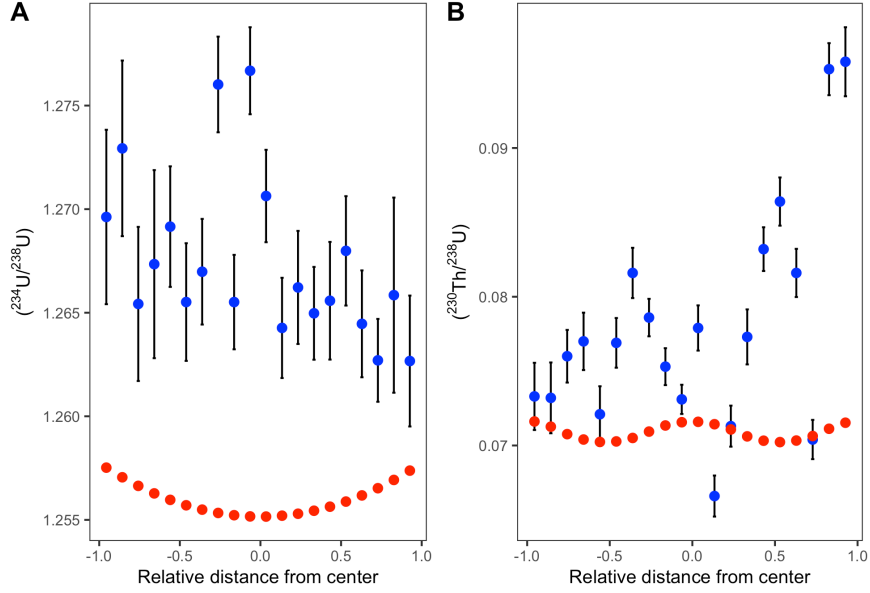 A
B
1.275
1.270
1.265
1.260
1.255
(²³⁴U/²³⁸U)
-1.0 -0.5 0.0 0.5 1.0
Relative distance from center
0.09
0.08
0.07
(²³⁰Th/²³⁸U)
-1.0 -0.5 0.0 0.5 1.0
Relative distance from center